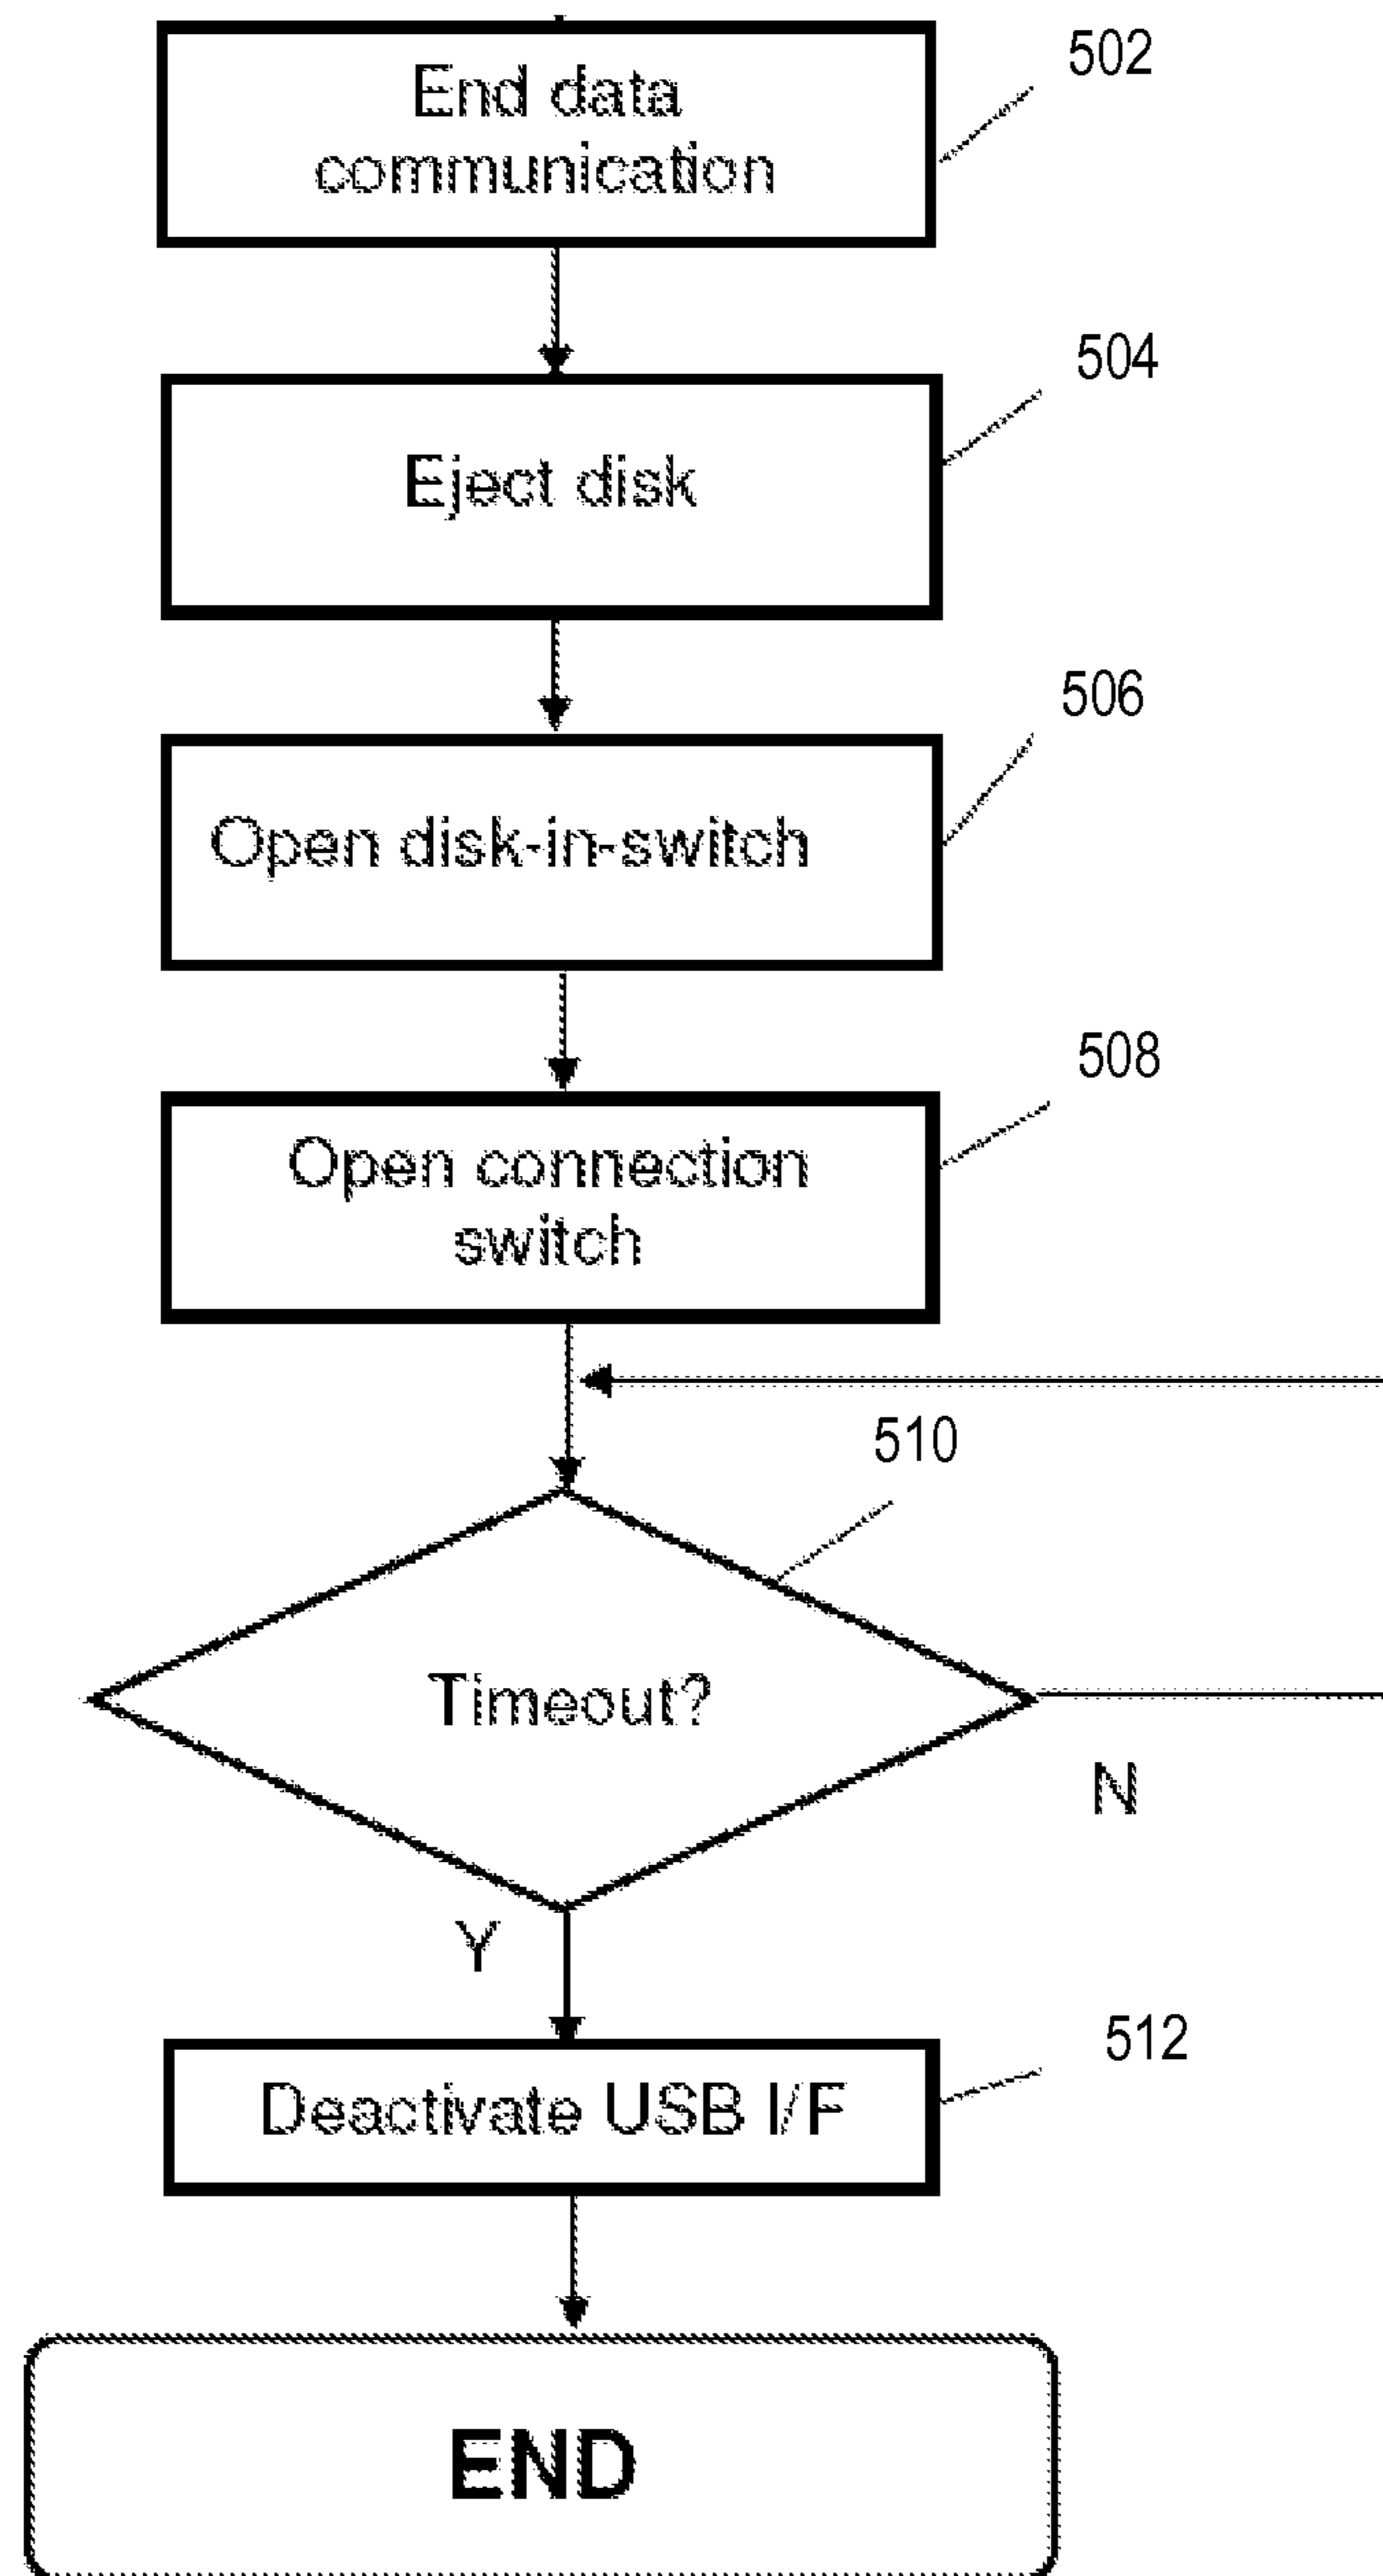 502
End data
communication
504
Eject disk
506
Open disk-in-switch
508
Open connection
switch
510
Timeout?
N
Y
512
Deactivate USB I/F
END